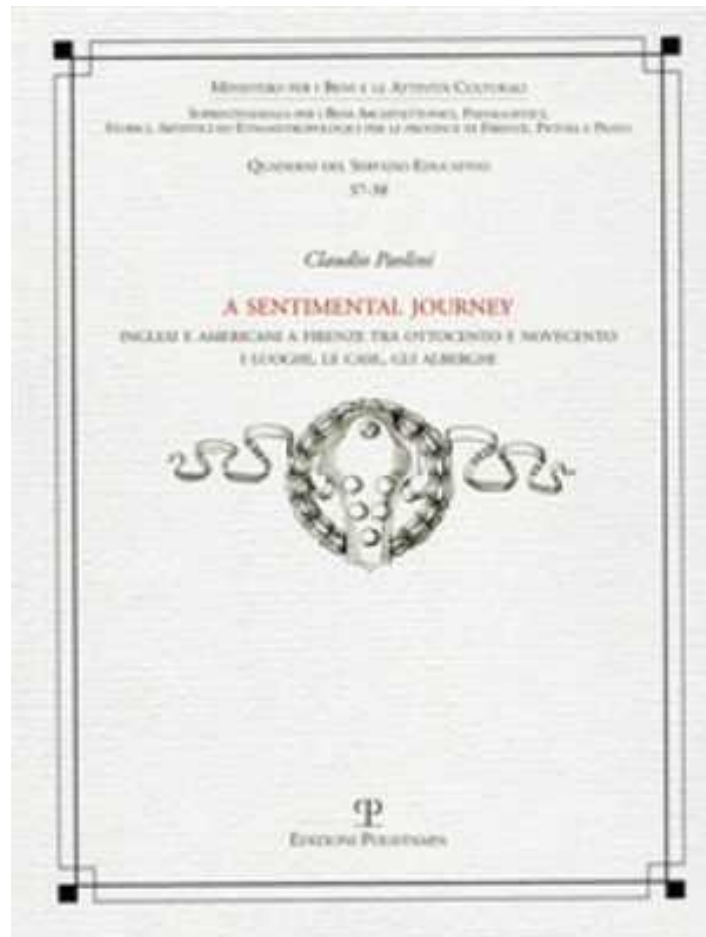 MINISTERO PER I BENI E LE ATTIVITÀ CULTURALI
SOPRINTENDENZA PER I BENI ARCHITETTONICI, PAESAGGISTICI,
STORICI, ARTISTICI ED ETNOANTROPOLOGICI PER LE PROVINCE DI FIRENZE, PISTOIA E PRATO
QUADERNI DEL SERVIZIO EDUCATIVO
37-38
Claudio Paolini
A SENTIMENTAL JOURNEY
INGLESI E AMERICANI A FIRENZE TRA OTTOCENTO E NOVECENTO
I LUOGHI, LE CASE, GLI ALBERGHI
EDIZIONI POLISTAMPA